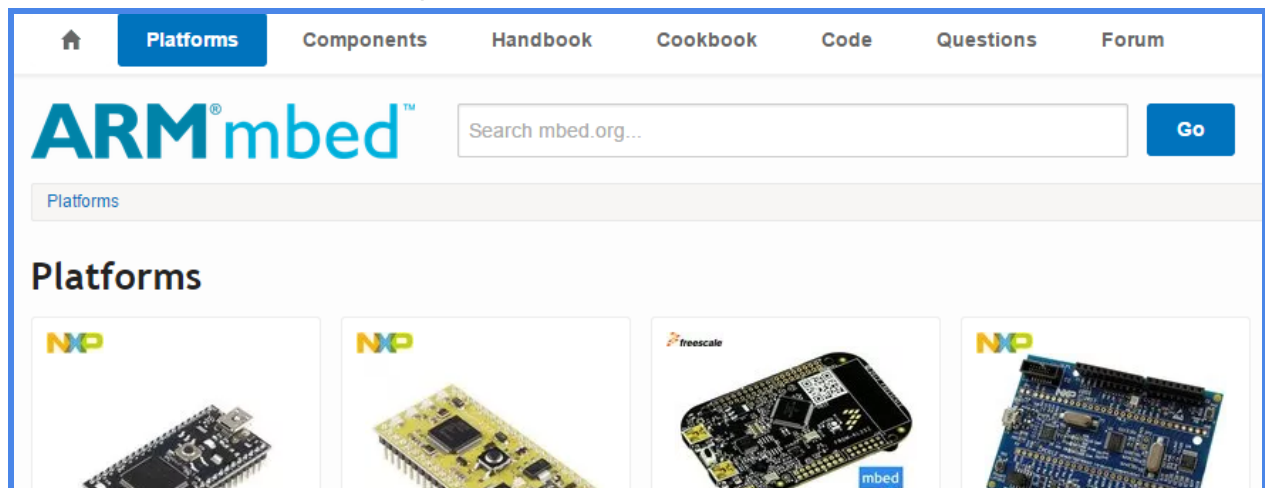 Platforms Components Handbook Cookbook Code Questions Forum
ARM®mbed™
Search mbed.org...
Go
Platforms
Platforms
NXP
NXP
freescale
NXP
mbed